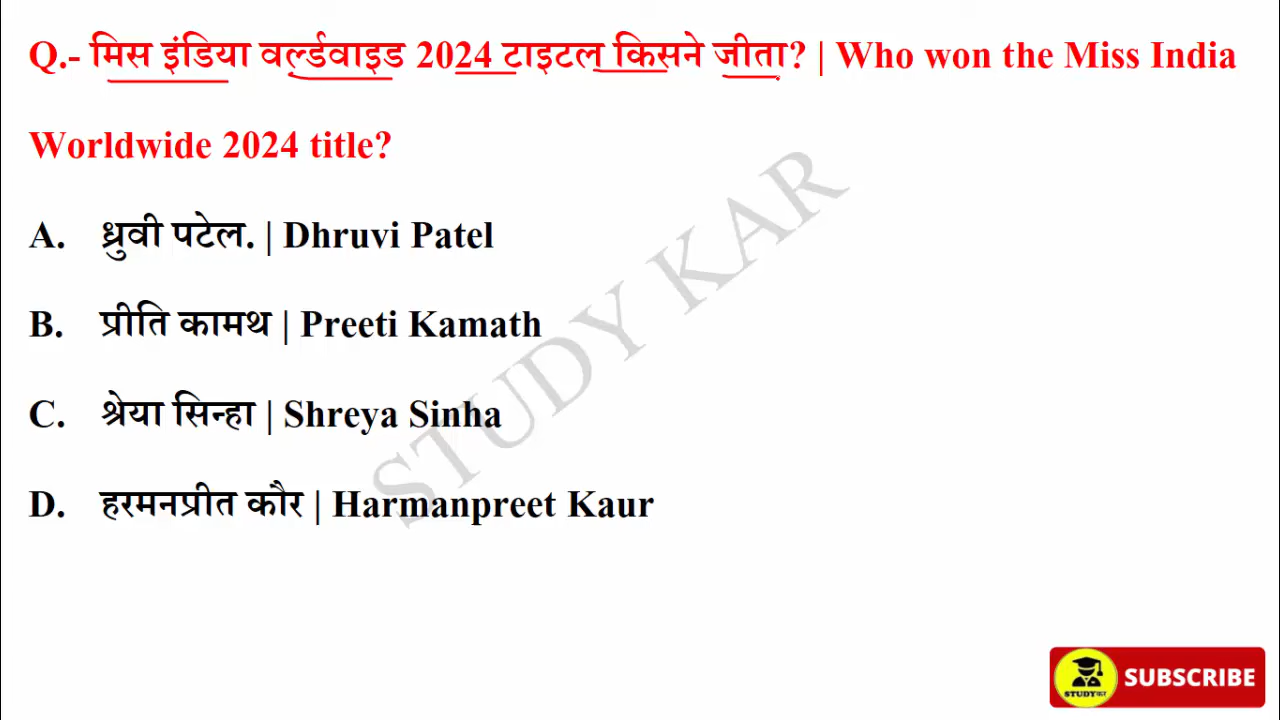 Q.- मिस इंडिया वर्ल्डवाइड 2024 टाइटल किसने जीता? | Who won the Miss India
Worldwide 2024 title?
A. ध्रुवी पटेल. | Dhruvi Patel
B. प्रीति कामथ | Preeti Kamath
C. श्रेया सिन्हा | Shreya Sinha
D. हरमनप्रीत कौर | Harmanpreet Kaur
STUDY KAR
SUBSCRIBE
STUDYकर